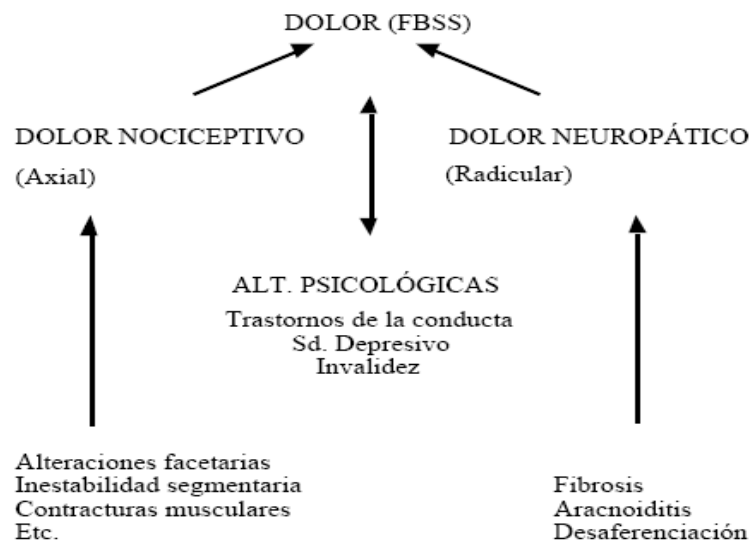 DOLOR (FBSS)
DOLOR NOCICEPTIVO
(Axial)
DOLOR NEUROPÁTICO
(Radicular)
ALT. PSICOLÓGICAS
Trastornos de la conducta
Sd. Depresivo
Invalidez
Alteraciones facetarias
Inestabilidad segmentaria
Contracturas musculares
Etc.
Fibrosis
Aracnoiditis
Desaferenciación